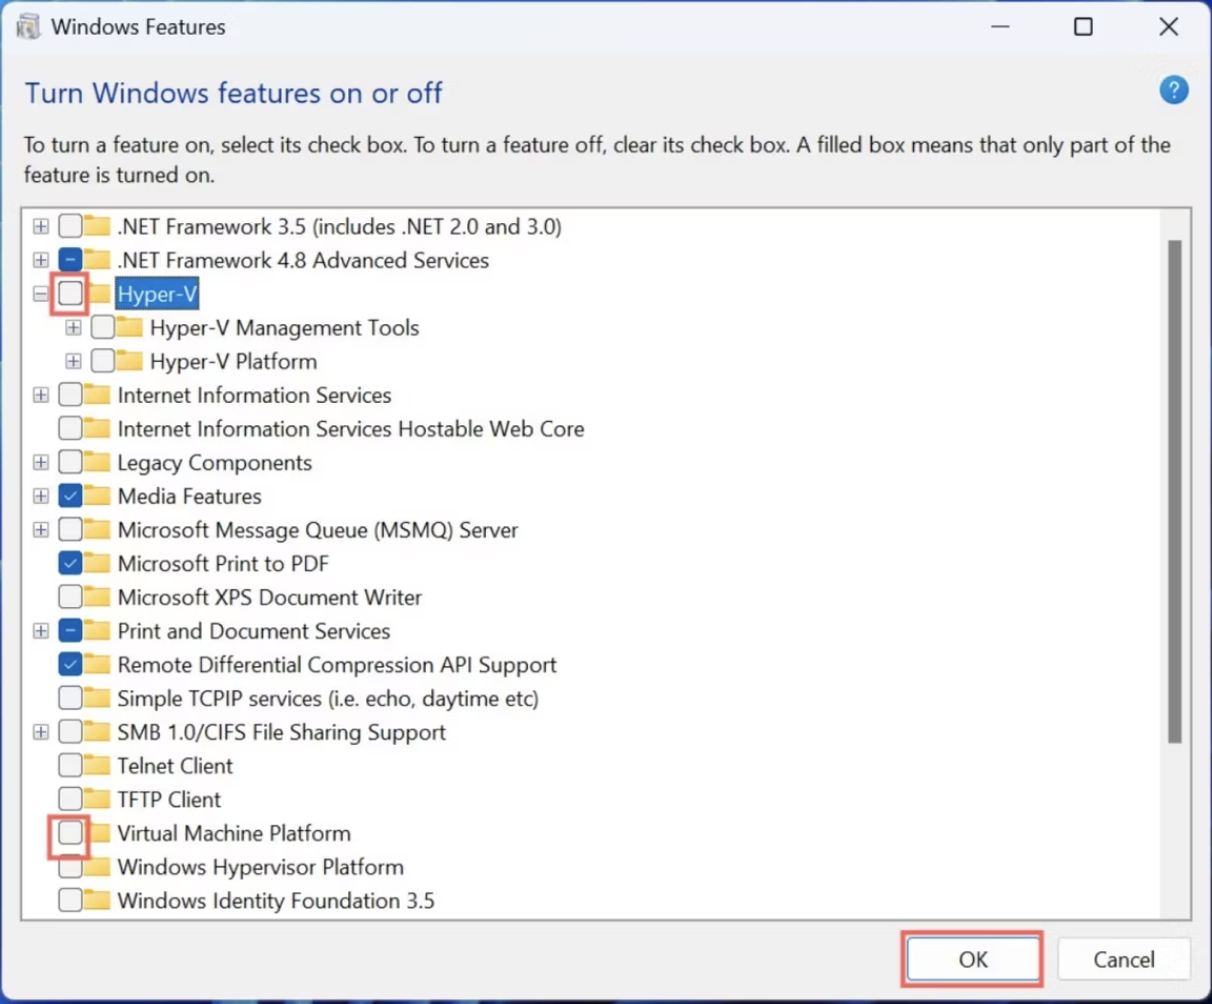 Windows Features
Turn Windows features on or off
?
To turn a feature on, select its check box. To turn a feature off, clear its check box. A filled box means that only part of the
feature is turned on.
.NET Framework 3.5 (includes .NET 2.0 and 3.0)
.NET Framework 4.8 Advanced Services
Hyper-V
Hyper-V Management Tools
Hyper-V Platform
Internet Information Services
Internet Information Services Hostable Web Core
Legacy Components
Media Features
Microsoft Message Queue (MSMQ) Server
Microsoft Print to PDF
Microsoft XPS Document Writer
Print and Document Services
Remote Differential Compression API Support
Simple TCPIP services (i.e. echo, daytime etc)
SMB 1.0/CIFS File Sharing Support
Telnet Client
TFTP Client
Virtual Machine Platform
Windows Hypervisor Platform
Windows Identity Foundation 3.5
OK Cancel